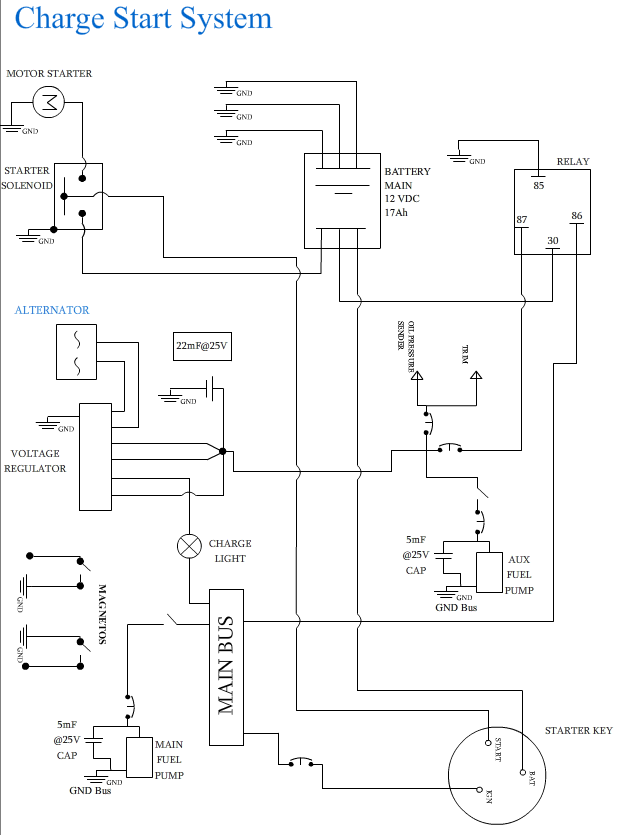 Charge Start System
MOTOR STARTER
GND
STARTER
SOLENOID
GND
GND
GND
GND
BATTERY
MAIN
12 VDC
17Ah
GND
RELAY
85
87
86
30
ALTERNATOR
22mF@25V
GND
GND
VOLTAGE
REGULATOR
OIL PRESSURE
SENDER
TRIM
CHARGE
LIGHT
5mF
@25V
CAP
AUX
FUEL
PUMP
GND
GND Bus
MAGNETOS
GND
GND
MAIN BUS
5mF
@25V
CAP
MAIN
FUEL
PUMP
GND
GND Bus
STARTER KEY
START
BAT
IGN